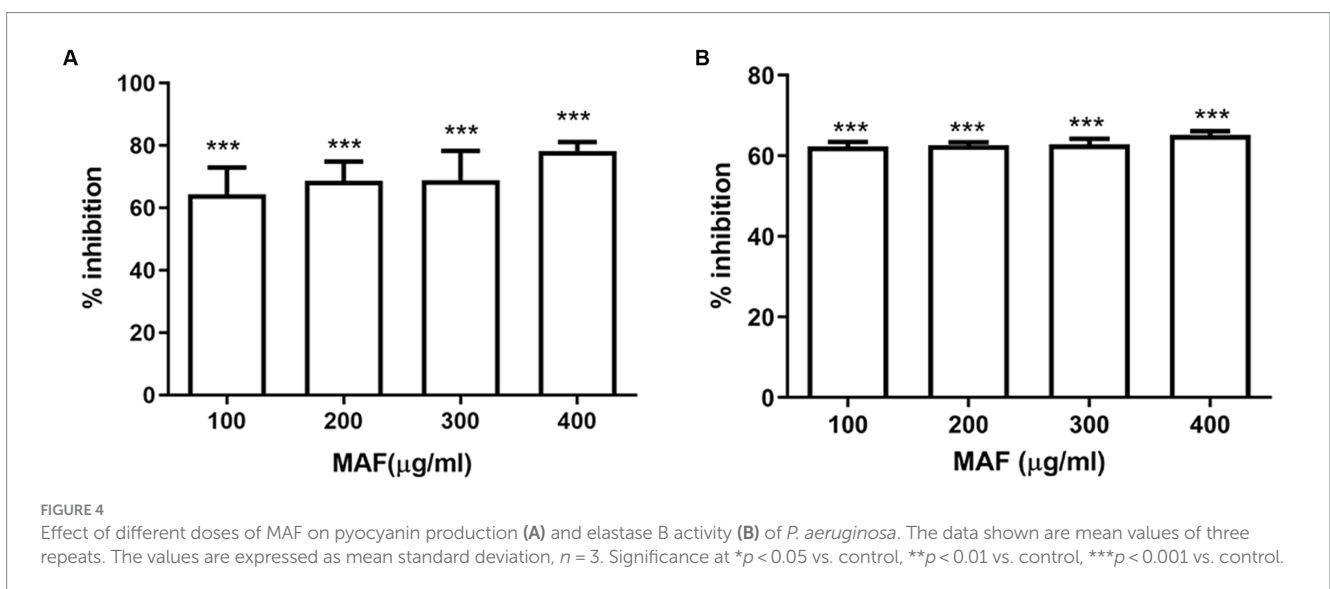 A
100
80
60
40
20
0
% inhibition
*** *** *** ***
100 200 300 400
MAF(μg/ml)
B
80
60
40
20
0
% inhibition
*** *** *** ***
100 200 300 400
MAF (μg/ml)
FIGURE 4
Effect of different doses of MAF on pyocyanin production (A) and elastase B activity (B) of P. aeruginosa. The data shown are mean values of three
repeats. The values are expressed as mean standard deviation, n = 3. Significance at *p < 0.05 vs. control, **p < 0.01 vs. control, ***p < 0.001 vs. control.